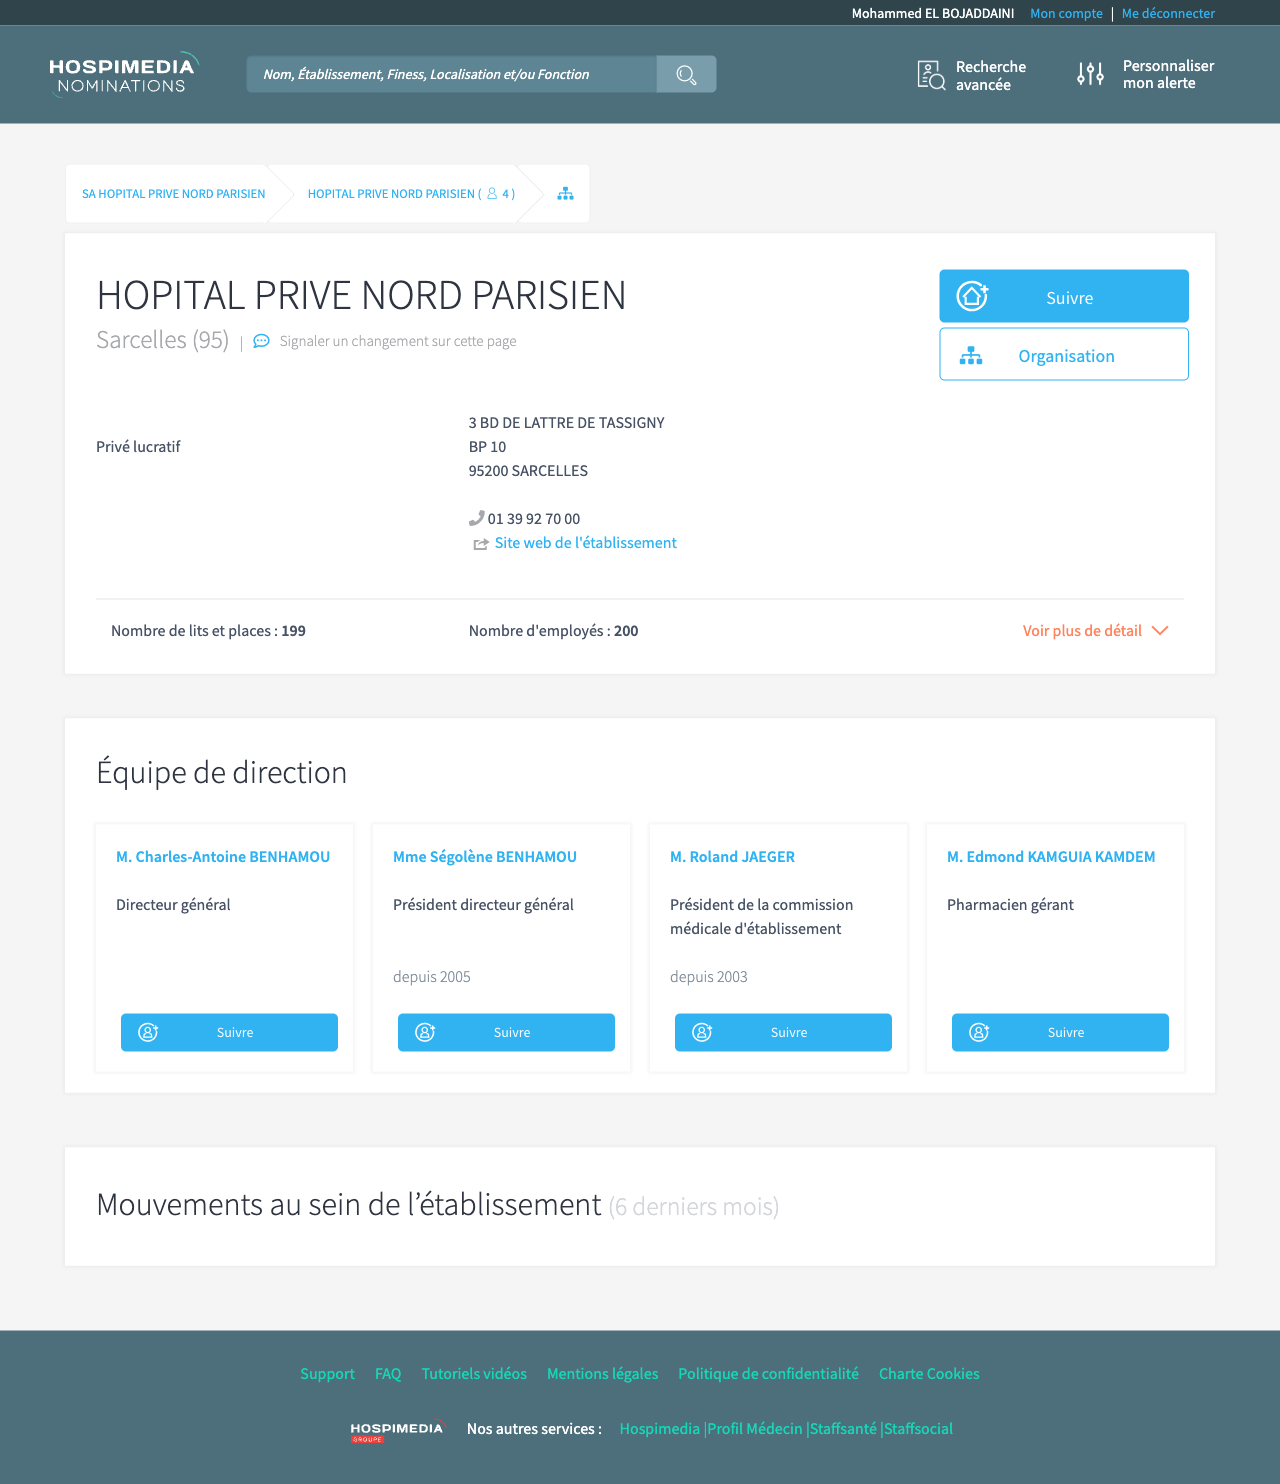 Mohammed EL BOJADDAINI Mon compte | Me déconnecter
HOSPIMEDIA
NOMINATIONS
Nom, Établissement, Finess, Localisation et/ou Fonction
Recherche
avancée
Personnaliser
mon alerte
SA HOPITAL PRIVE NORD PARISIEN
HOPITAL PRIVE NORD PARISIEN ( 4 )
HOPITAL PRIVE NORD PARISIEN
Sarcelles (95) | Signaler un changement sur cette page
Suivre
Organisation
Privé lucratif
3 BD DE LATTRE DE TASSIGNY
BP 10
95200 SARCELLES
01 39 92 70 00
Site web de l'établissement
Nombre de lits et places : 199
Nombre d'employés : 200
Voir plus de détail
Équipe de direction
M. Charles-Antoine BENHAMOU
Directeur général
Suivre
Mme Ségolène BENHAMOU
Président directeur général
depuis 2005
Suivre
M. Roland JAEGER
Président de la commission
médicale d'établissement
depuis 2003
Suivre
M. Edmond KAMGUIA KAMDEM
Pharmacien gérant
Suivre
Mouvements au sein de l’établissement (6 derniers mois)
Support FAQ Tutoriels vidéos Mentions légales Politique de confidentialité Charte Cookies
HOSPIMEDIA
GROUPE
Nos autres services : Hospimedia |Profil Médecin |Staffsanté |Staffsocial